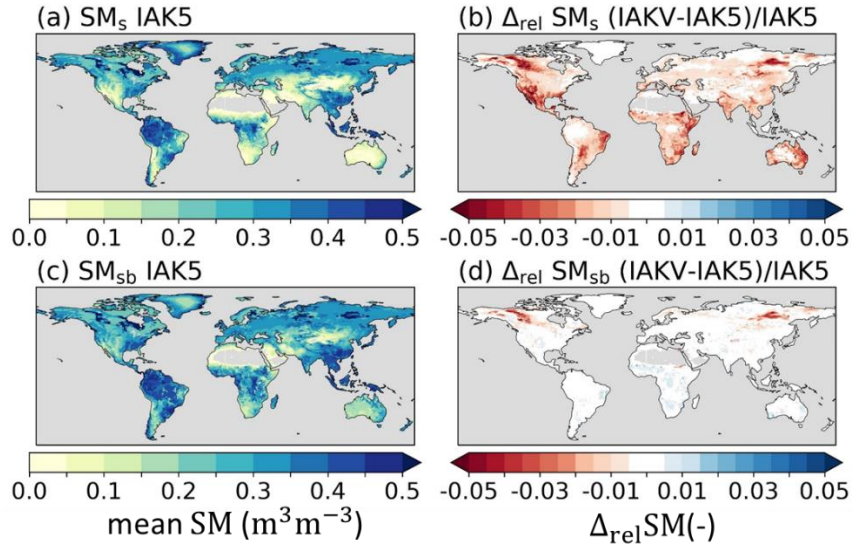 (a) SMₛ IAK5
(b) Δrel SMₛ (IAKV-IAK5)/IAK5
0.0 0.1 0.2 0.3 0.4 0.5
-0.05 -0.03 -0.01 0.01 0.03 0.05
(c) SMsb IAK5
(d) Δrel SMsb (IAKV-IAK5)/IAK5
0.0 0.1 0.2 0.3 0.4 0.5
-0.05 -0.03 -0.01 0.01 0.03 0.05
mean SM (m³m⁻³)
ΔrelSM(-)